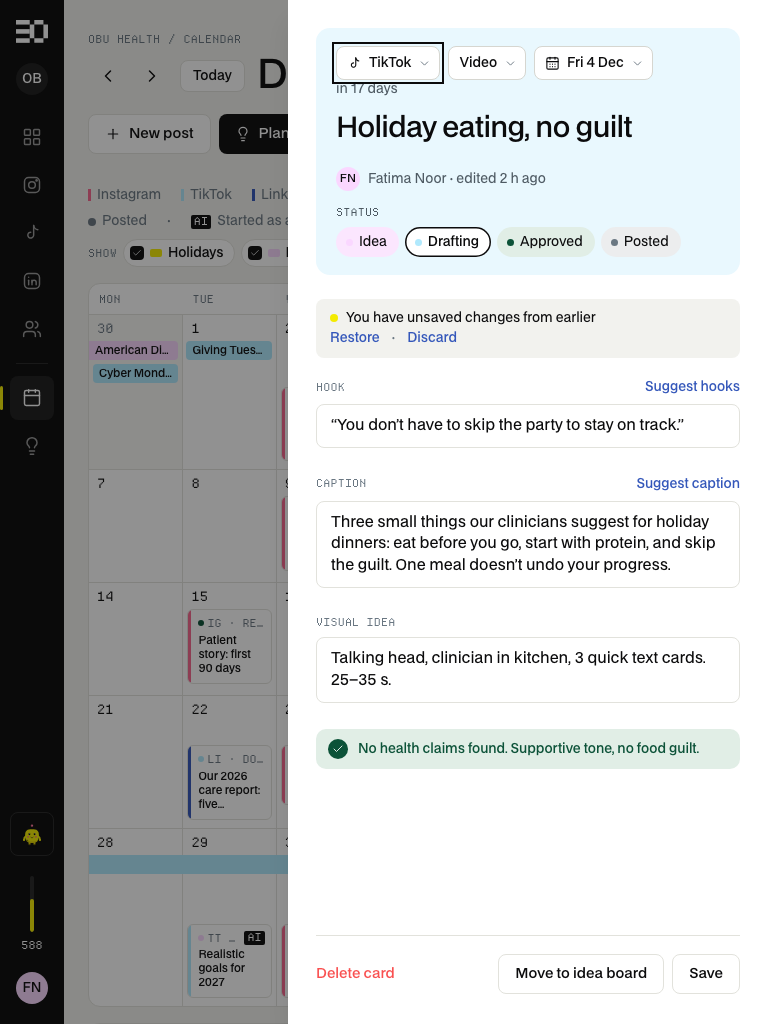 OBU HEALTH / CALENDAR
OB
Today
D
New post
Plan
Instagram
TikTok
Link
Posted
·
AI
Started as a
SHOW
Holidays
MON
TUE
30
1
2
American Di...
Giving Tues...
Cyber Mond...
7
8
9
14
15
1
IG · RE...
Patient
story: first
90 days
21
22
2
LI · DO...
Our 2026
care report:
five...
28
29
3
TT ...
AI
Realistic
goals for
2027
588
FN
TikTok
Video
Fri 4 Dec
in 17 days
Holiday eating, no guilt
FN
Fatima Noor · edited 2 h ago
STATUS
Idea
Drafting
Approved
Posted
You have unsaved changes from earlier
Restore · Discard
HOOK
Suggest hooks
“You don’t have to skip the party to stay on track.”
CAPTION
Suggest caption
Three small things our clinicians suggest for holiday
dinners: eat before you go, start with protein, and skip
the guilt. One meal doesn’t undo your progress.
VISUAL IDEA
Talking head, clinician in kitchen, 3 quick text cards.
25–35 s.
No health claims found. Supportive tone, no food guilt.
Delete card
Move to idea board
Save